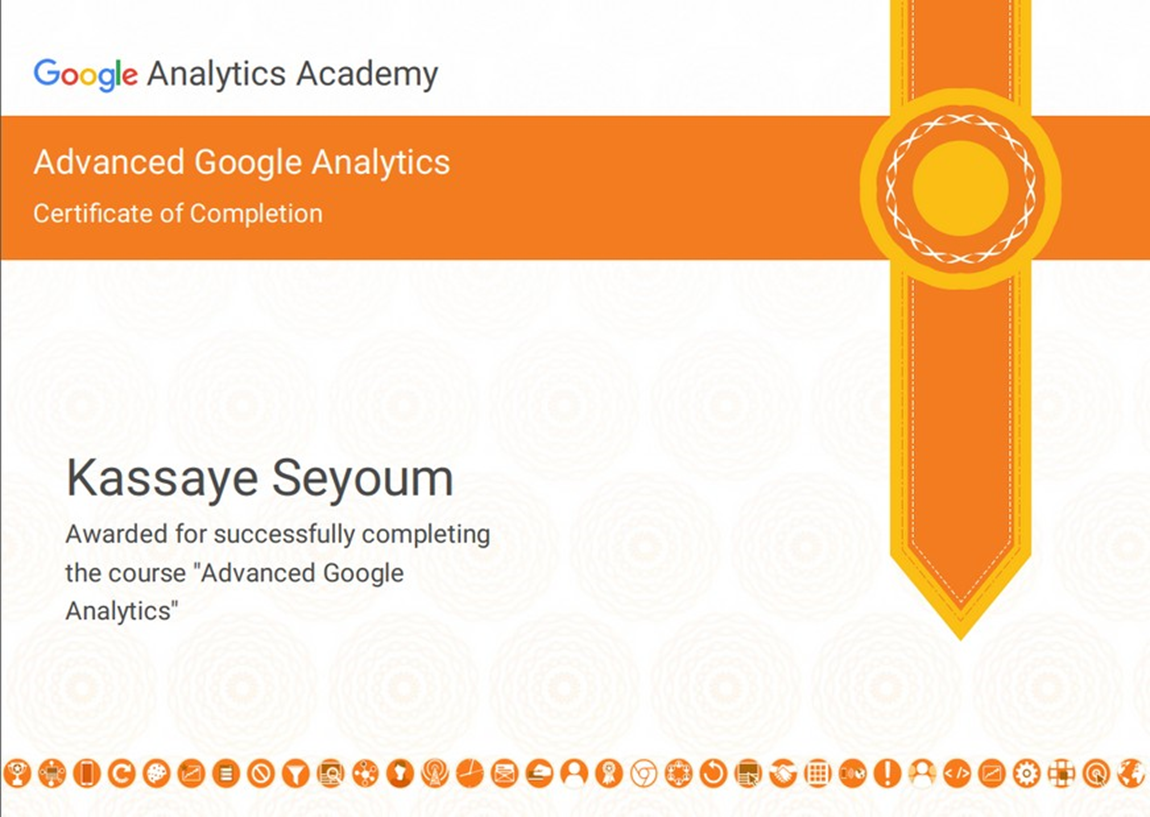 Google Analytics Academy
Advanced Google Analytics
Certificate of Completion
Kassaye Seyoum
Awarded for successfully completing
the course "Advanced Google
Analytics"